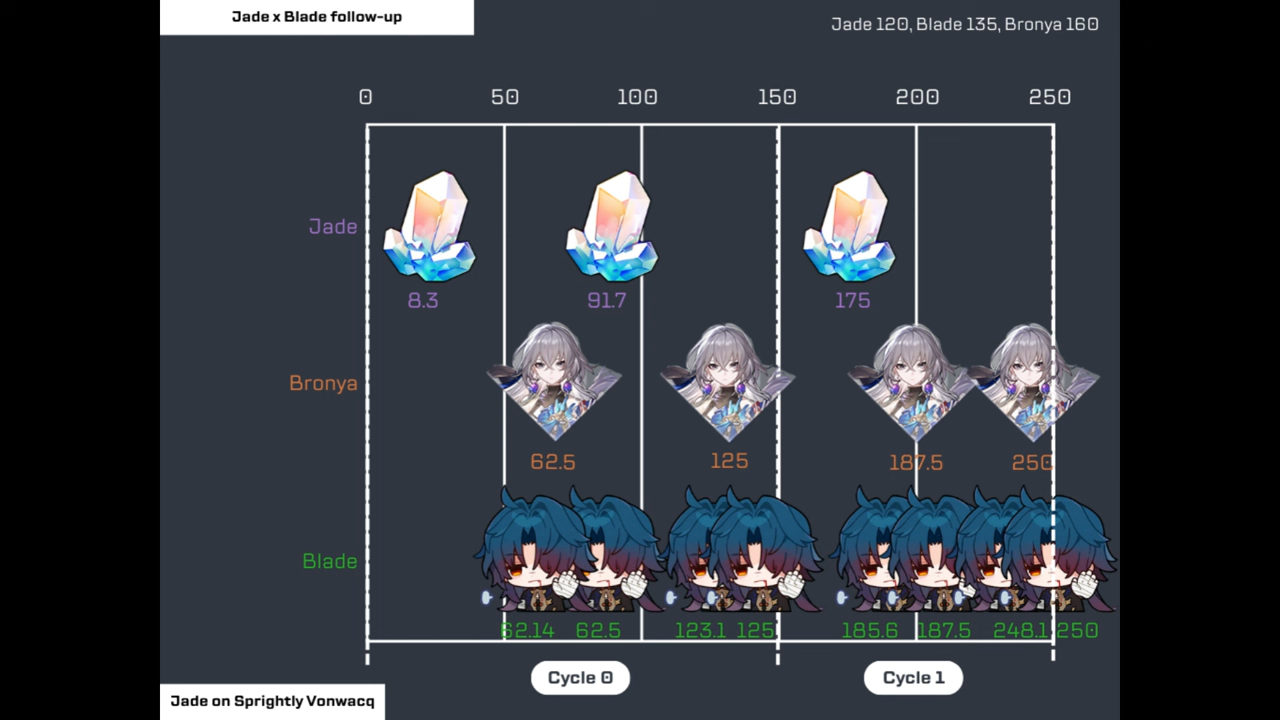 Jade x Blade follow-up
Jade 120, Blade 135, Bronya 160
0 50 100 150 200 250
Jade
8.3 91.7 175
Bronya
62.5 125 187.5 250
Blade
62.14 62.5 123.1 125 185.6 187.5 248.1 250
Cycle 0 Cycle 1
Jade on Sprightly Vonwacq